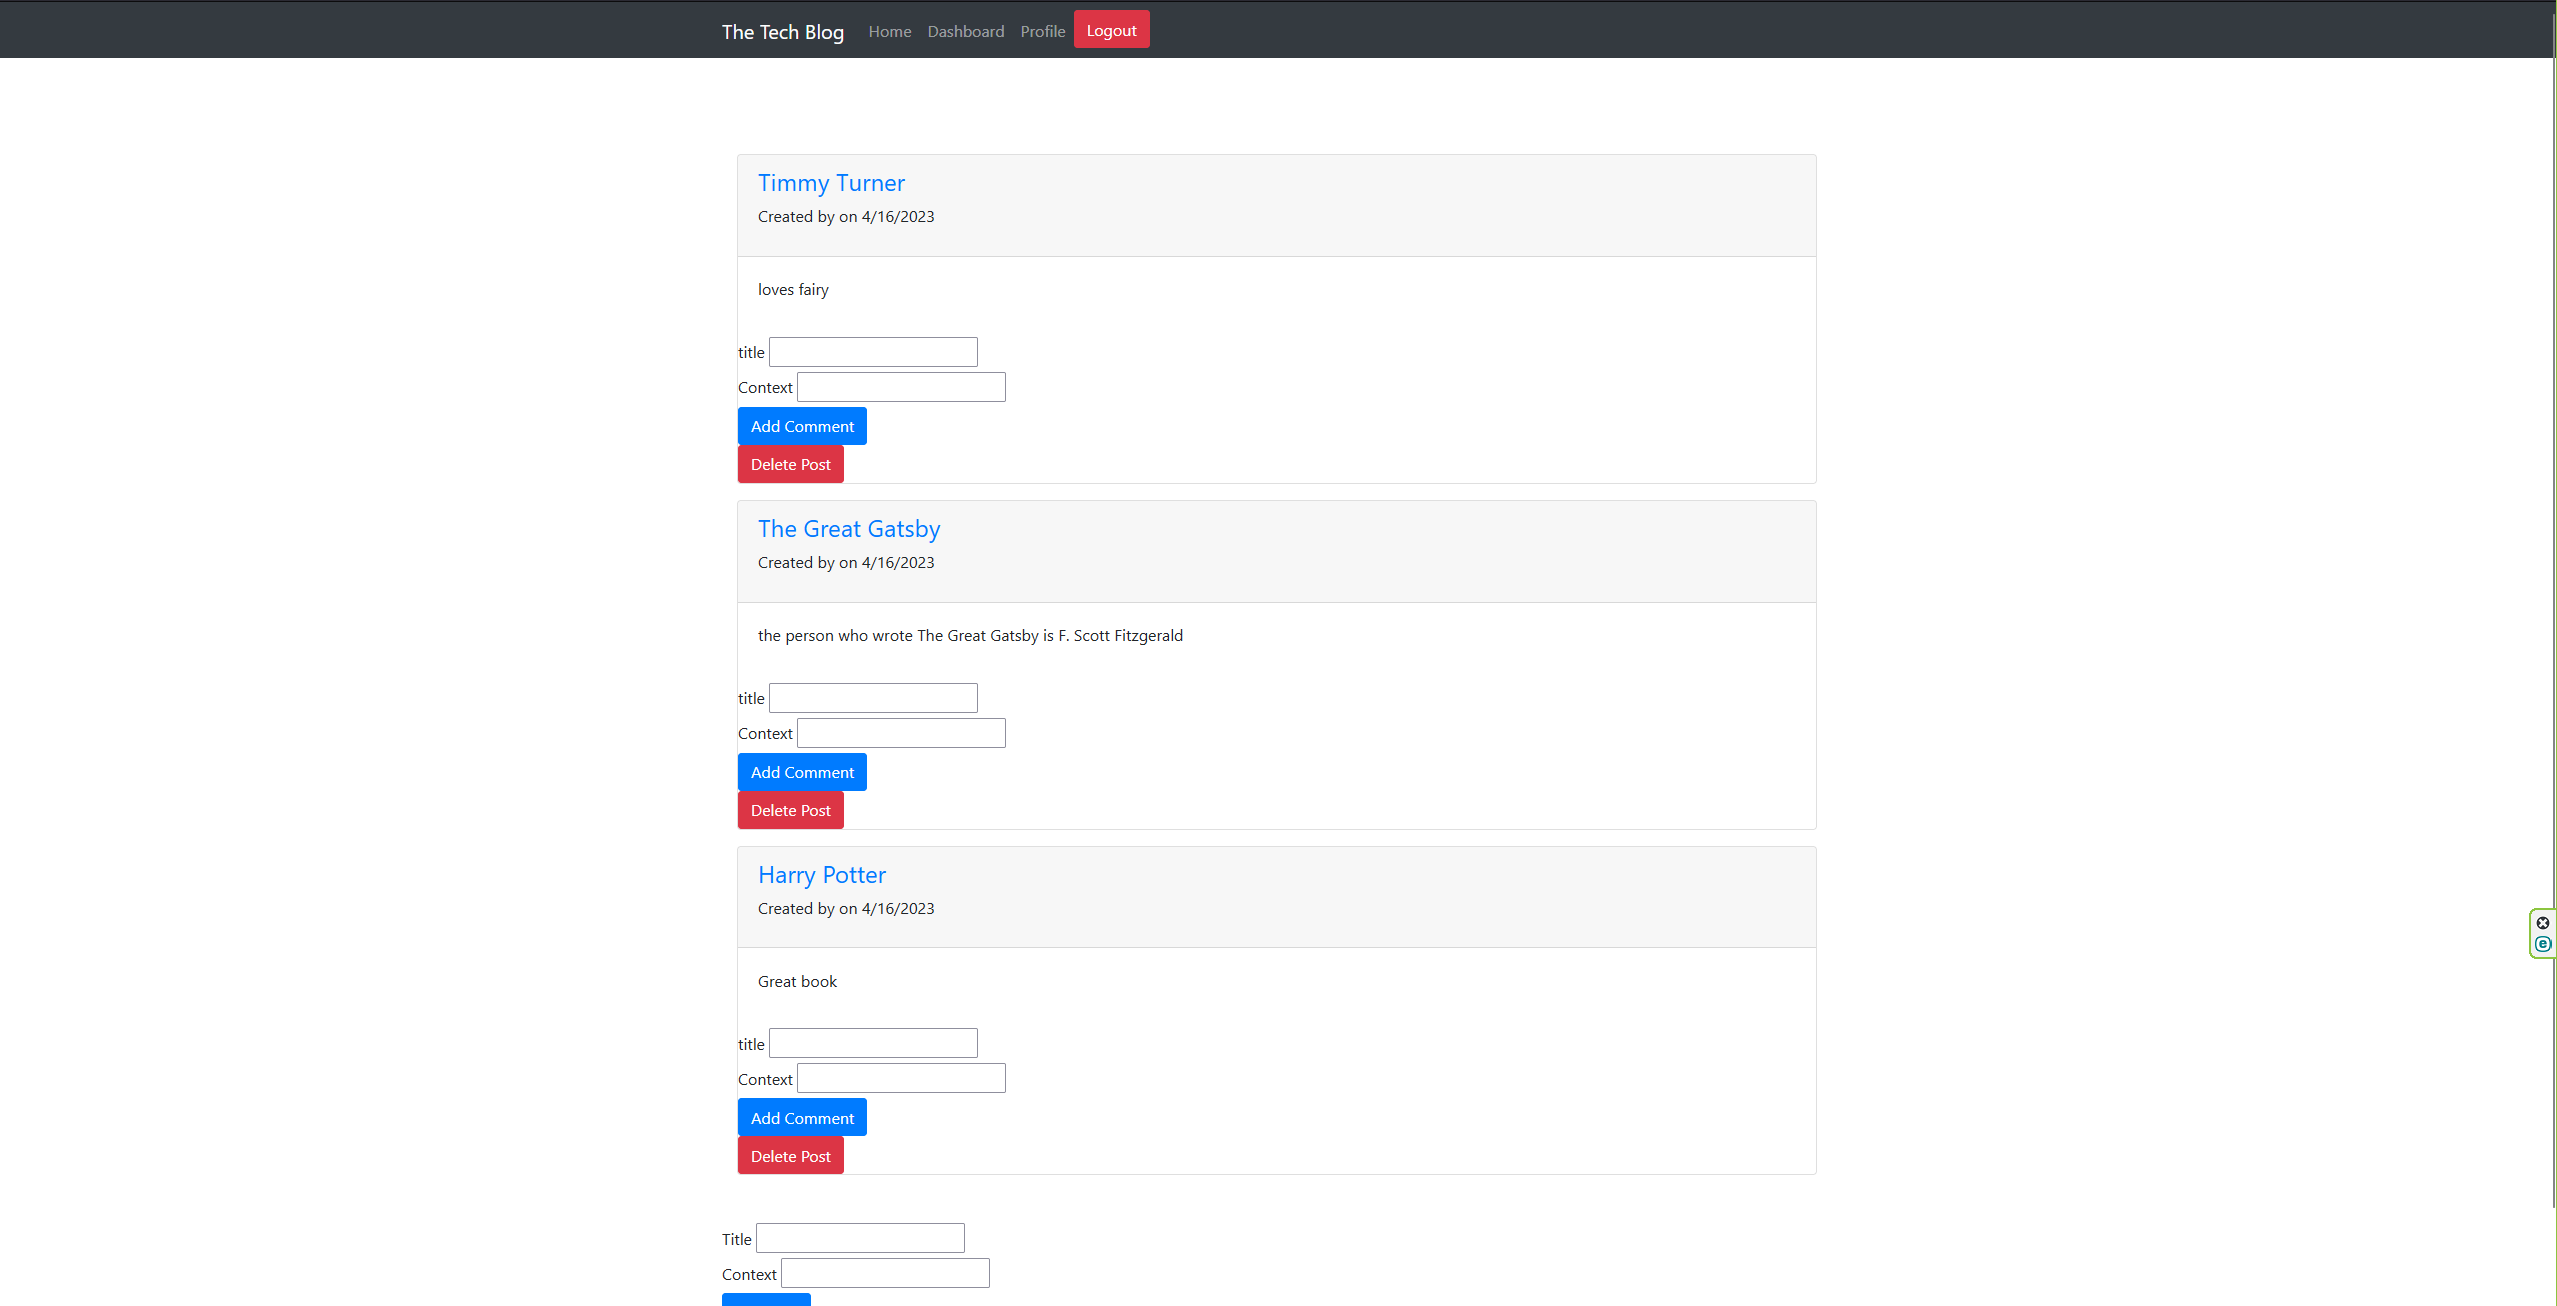 The Tech Blog Home Dashboard Profile Logout
Timmy Turner
Created by on 4/16/2023
loves fairy
title
Context
Add Comment
Delete Post
The Great Gatsby
Created by on 4/16/2023
the person who wrote The Great Gatsby is F. Scott Fitzgerald
title
Context
Add Comment
Delete Post
Harry Potter
Created by on 4/16/2023
Great book
title
Context
Add Comment
Delete Post
Title
Context